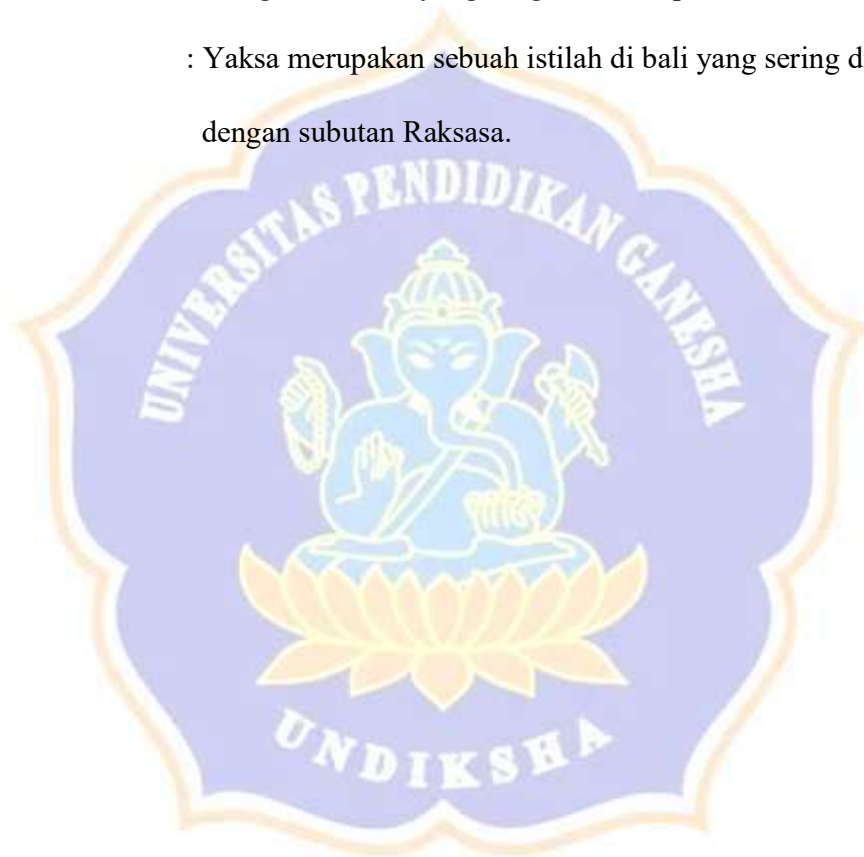 : Yaksa merupakan sebuah istilah di bali yang sering d
dengan subutan Raksasa.
UNIVERSITAS PENDIDIKAN GANESHA
UNDIKSHA